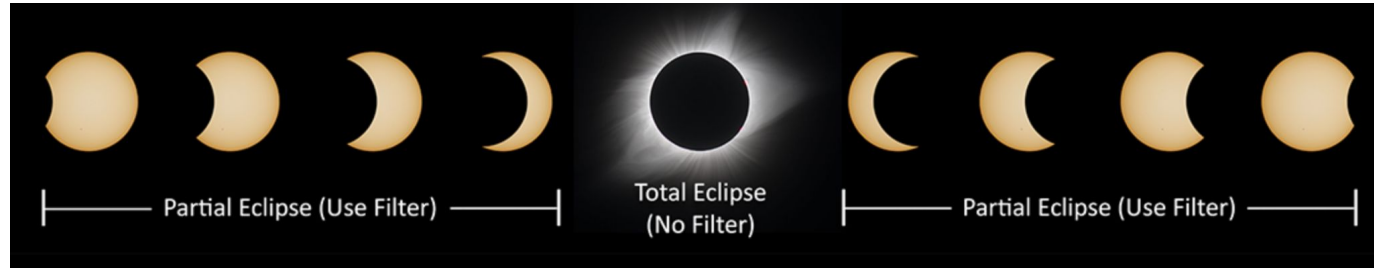 Partial Eclipse (Use Filter)
Total Eclipse
(No Filter)
Partial Eclipse (Use Filter)